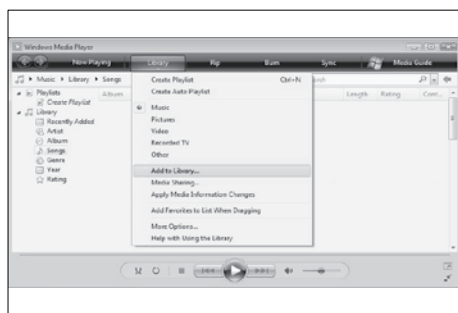 Windows Media Player
Now Playing Library Rip Burn Sync Media Guide
Music Library Songs
Playlists
Create Playlist
Library
Recently Added
Artist
Album
Songs
Genre
Year
Rating
Album
Create Playlist Ctrl+N
Create Auto Playlist
Music
Pictures
Video
Recorded TV
Other
Add to Library...
Media Sharing...
Apply Media Information Changes
Add Favorites to List When Dragging
More Options...
Help with Using the Library
Length Rating